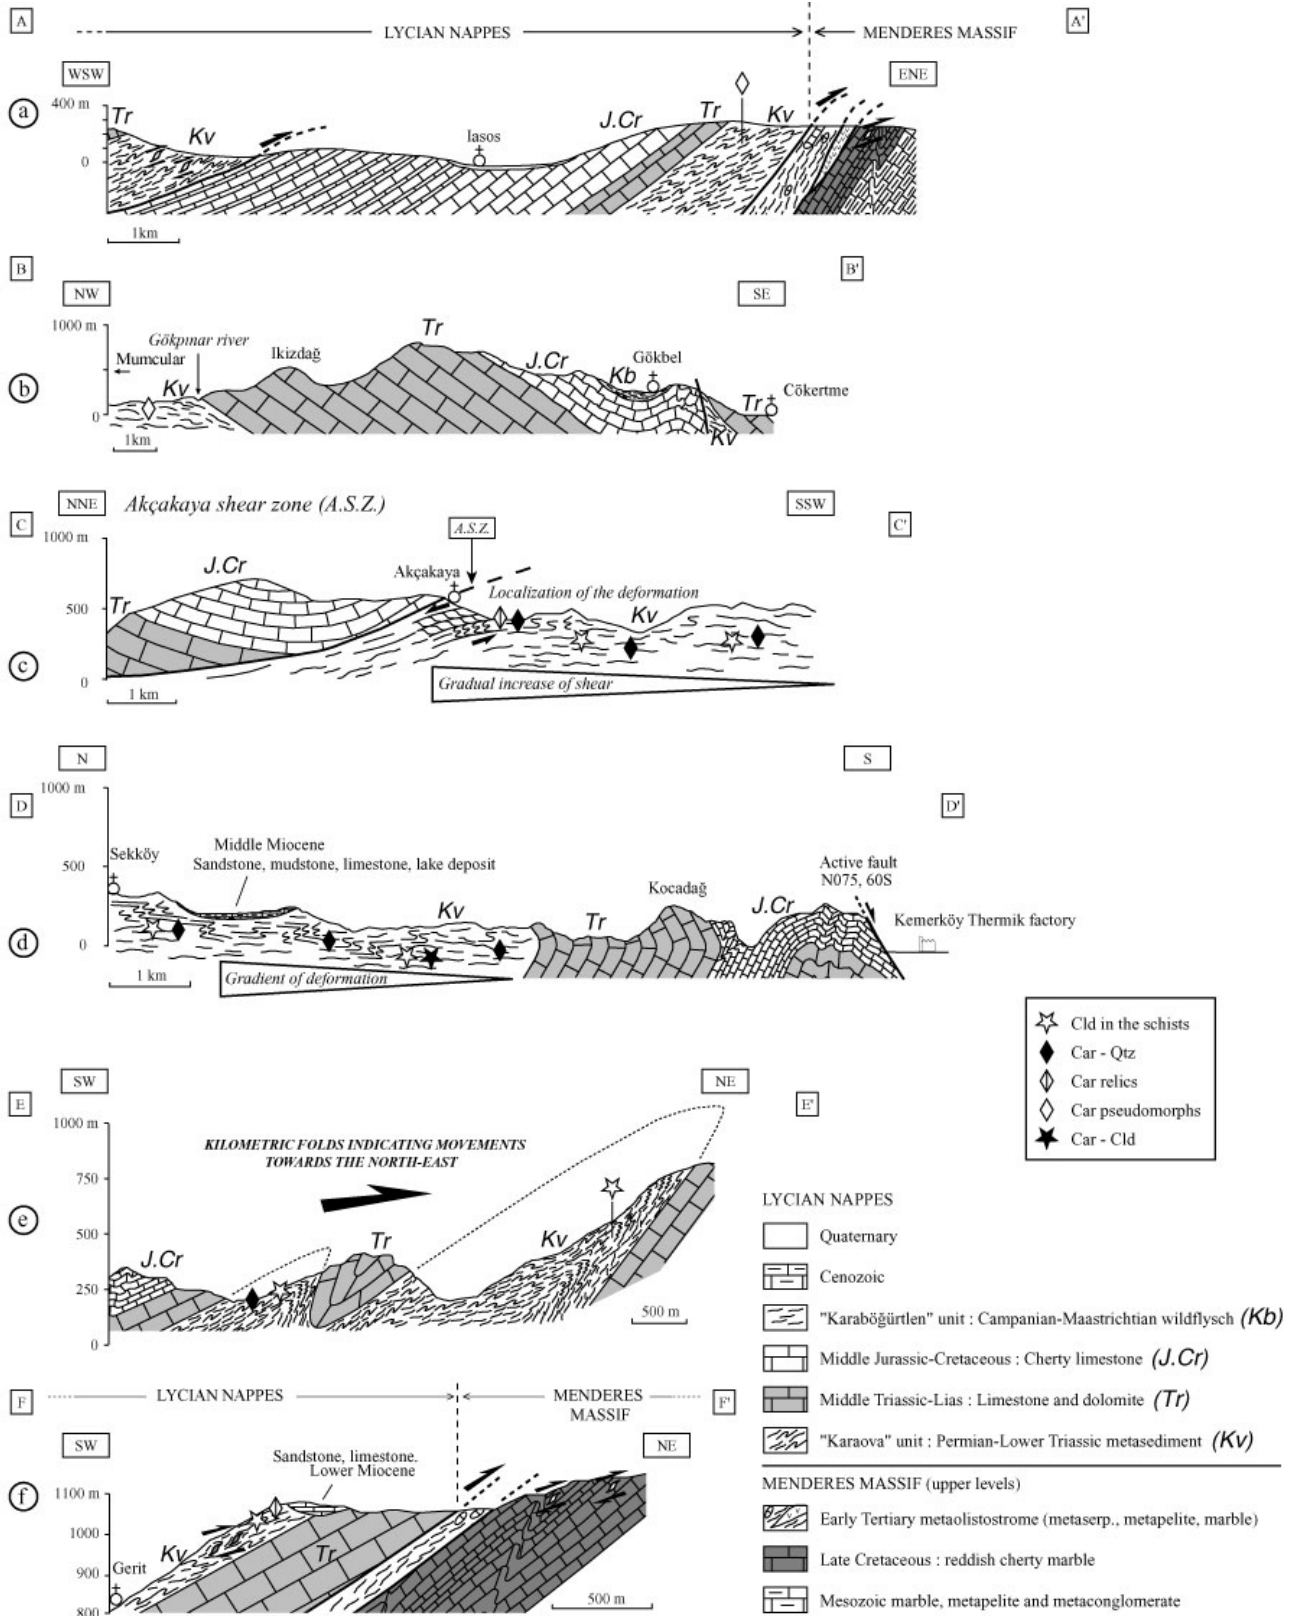 A
A'
LYCIAN NAPPES
MENDERES MASSIF
WSW
ENE
a
400 m
0
Tr
Kv
Iasos
J.Cr
Tr
Kv
1km
B
B'
NW
SE
b
1000 m
0
Mumcular
Gökpınar river
Kv
Ikizdağ
Tr
J.Cr
Kb
Gökbel
Kv
Tr
Cökertme
1km
NNE
Akçakaya shear zone (A.S.Z.)
SSW
C
C'
c
1000 m
500
0
Tr
J.Cr
Akçakaya
A.S.Z.
Localization of the deformation
Kv
Gradual increase of shear
1 km
N
S
D
D'
d
1000 m
500
0
Sekköy
Middle Miocene
Sandstone, mudstone, limestone, lake deposit
Kv
Tr
Kocadağ
J.Cr
Active fault
N075, 60S
Kemerköy Thermik factory
1 km
Gradient of deformation
Cld in the schists
Car - Qtz
Car relics
Car pseudomorphs
Car - Cld
SW
NE
E
E'
e
1000 m
750
500
250
0
KILOMETRIC FOLDS INDICATING MOVEMENTS
TOWARDS THE NORTH-EAST
J.Cr
Tr
Kv
500 m
F
F'
LYCIAN NAPPES
MENDERES
MASSIF
SW
NE
f
1100 m
1000
900
800
Sandstone, limestone.
Lower Miocene
Gerit
Kv
Tr
500 m
LYCIAN NAPPES
Quaternary
Cenozoic
"Karaböğürtlen" unit : Campanian-Maastrichtian wildflysch (Kb)
Middle Jurassic-Cretaceous : Cherty limestone (J.Cr)
Middle Triassic-Lias : Limestone and dolomite (Tr)
"Karaova" unit : Permian-Lower Triassic metasediment (Kv)
MENDERES MASSIF (upper levels)
Early Tertiary metaolistostrome (metaserp., metapelite, marble)
Late Cretaceous : reddish cherty marble
Mesozoic marble, metapelite and metaconglomerate